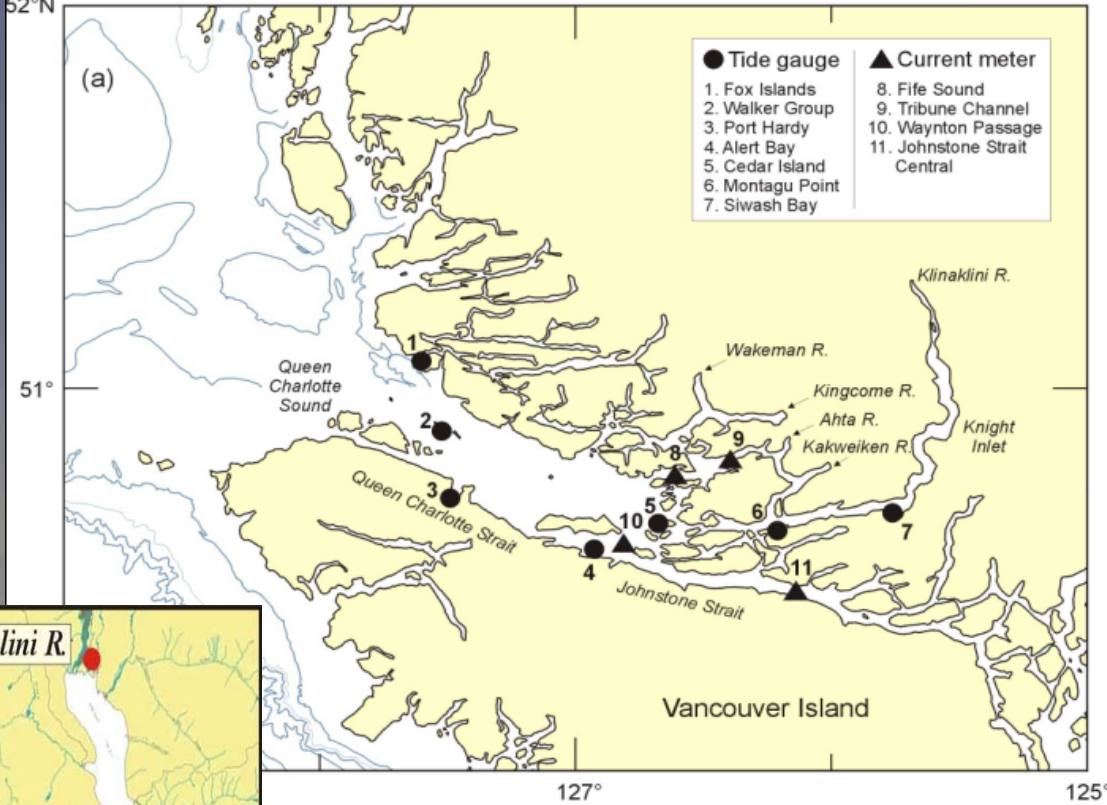 52°N
(a)
Tide gauge
1. Fox Islands
2. Walker Group
3. Port Hardy
4. Alert Bay
5. Cedar Island
6. Montagu Point
7. Siwash Bay
Current meter
8. Fife Sound
9. Tribune Channel
10. Waynton Passage
11. Johnstone Strait
Central
Klinaklini R.
Wakeman R.
Kingcome R.
Ahta R.
Kakweiken R.
Knight
Inlet
Queen
Charlotte
Sound
51°
1
2
3
Queen Charlotte Strait
8
9
10
5
6
7
4
11
Johnstone Strait
Vancouver Island
lini R.
127°
125°